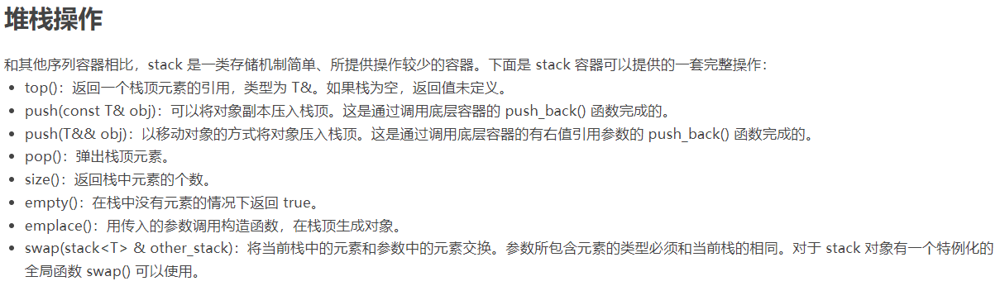 堆栈操作
和其他序列容器相比，stack 是一类存储机制简单、所提供操作较少的容器。下面是 stack 容器可以提供的一套完整操作：
• top()：返回一个栈顶元素的引用，类型为 T&。如果栈为空，返回值未定义。
• push(const T& obj)：可以将对象副本压入栈顶。这是通过调用底层容器的 push_back() 函数完成的。
• push(T&& obj)：以移动对象的方式将对象压入栈顶。这是通过调用底层容器的有右值引用参数的 push_back() 函数完成的。
• pop()：弹出栈顶元素。
• size()：返回栈中元素的个数。
• empty()：在栈中没有元素的情况下返回 true。
• emplace()：用传入的参数调用构造函数，在栈顶生成对象。
• swap(stack<T> & other_stack)：将当前栈中的元素和参数中的元素交换。参数所包含元素的类型必须和当前栈的相同。对于 stack 对象有一个特例化的
全局函数 swap() 可以使用。